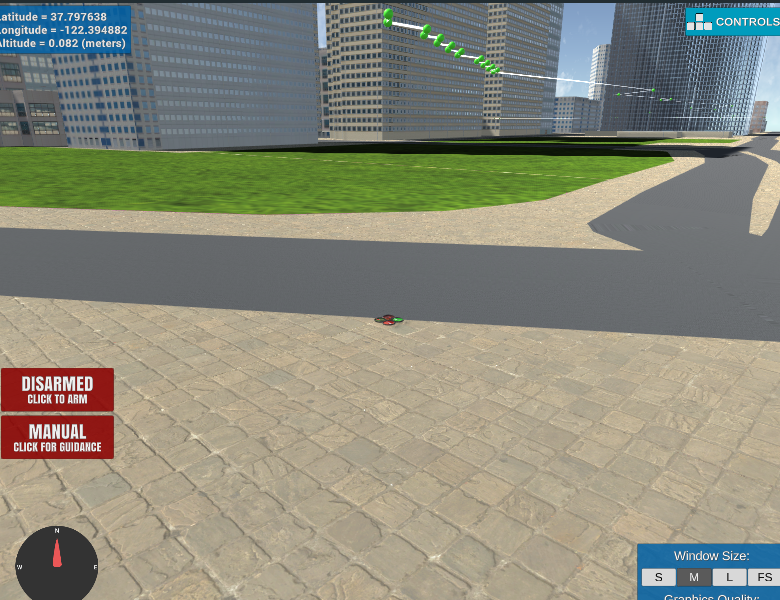 Latitude = 37.797638
Longitude = -122.394882
Altitude = 0.082 (meters)
CONTROLS
DISARMED
CLICK TO ARM
MANUAL
CLICK FOR GUIDANCE
N
W
E
Window Size:
S
M
L
FS
Graphics Quality: